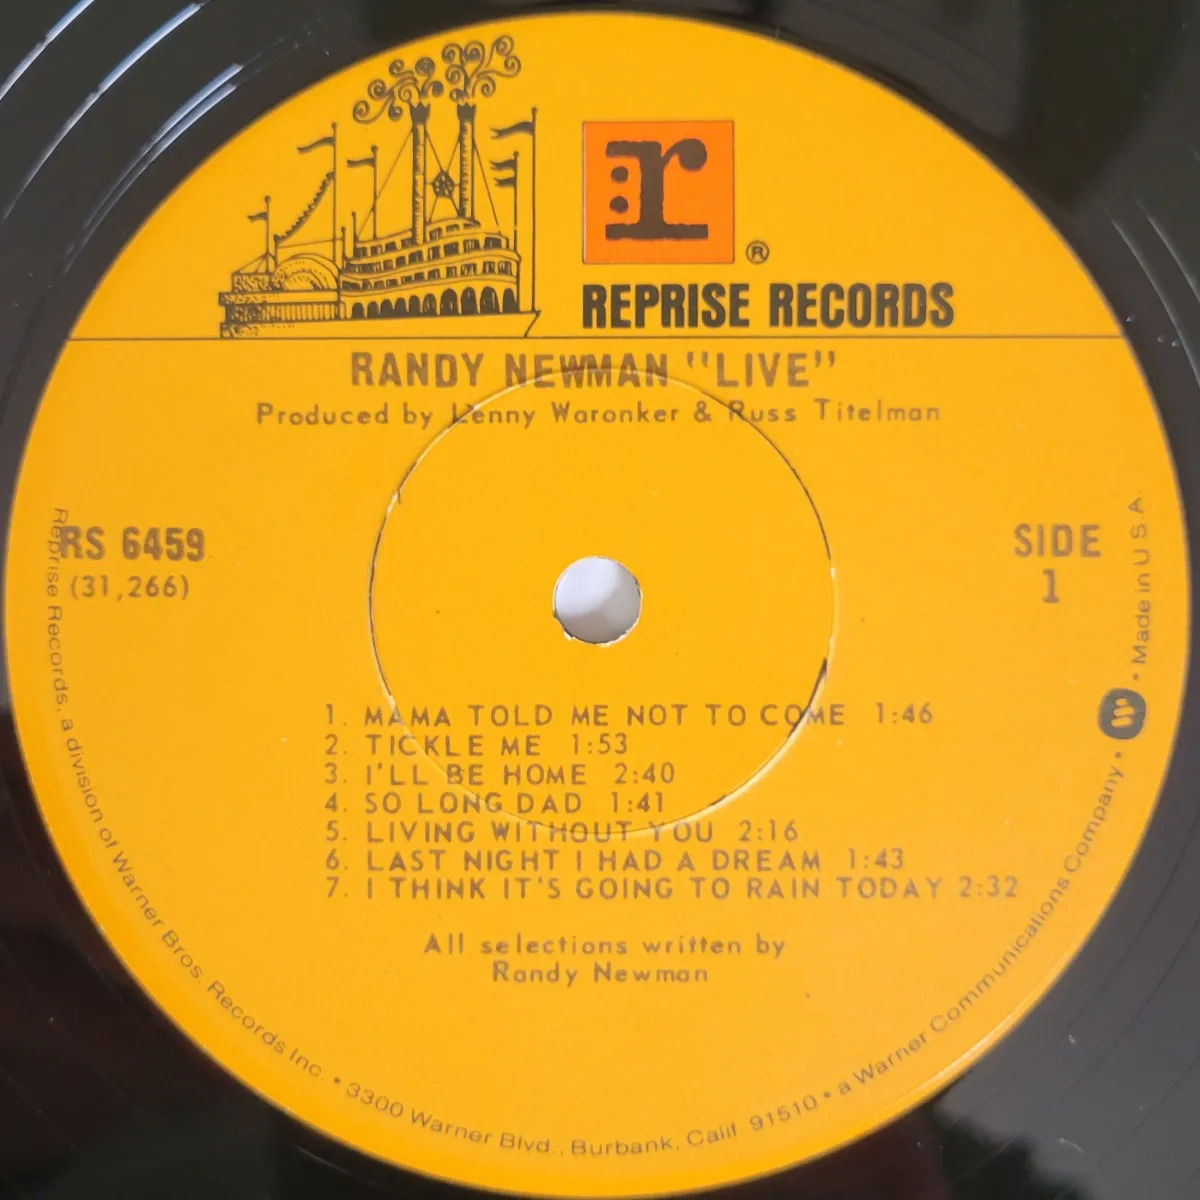 r:
®
REPRISE RECORDS
RANDY NEWMAN "LIVE"
Produced by Lenny Waronker & Russ Titelman
RS 6459
(31,266)
SIDE
1
1. MAMA TOLD ME NOT TO COME 1:46
2. TICKLE ME 1:53
3. I'LL BE HOME 2:40
4. SO LONG DAD 1:41
5. LIVING WITHOUT YOU 2:16
6. LAST NIGHT I HAD A DREAM 1:43
7. I THINK IT'S GOING TO RAIN TODAY 2:32
All selections written by
Randy Newman
Reprise Records, a division of Warner Bros. Records Inc. • 3300 Warner Blvd., Burbank, Calif. 91510 • a Warner Communications Company • W • Made in U.S.A.